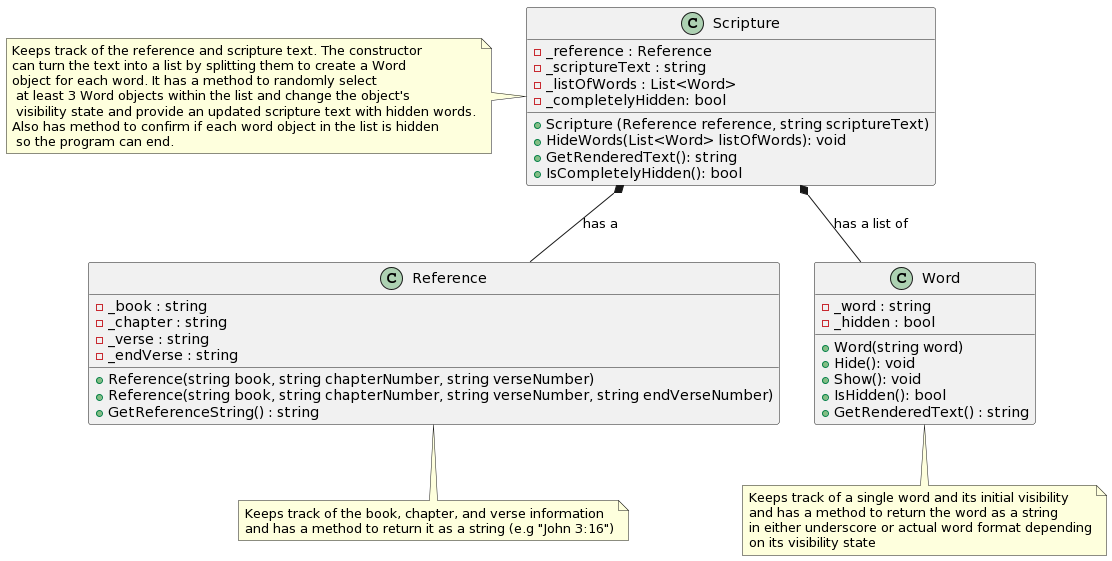 Keeps track of the reference and scripture text. The constructor
can turn the text into a list by splitting them to create a Word
object for each word. It has a method to randomly select
at least 3 Word objects within the list and change the object's
visibility state and provide an updated scripture text with hidden words.
Also has method to confirm if each word object in the list is hidden
so the program can end.
C Scripture
_reference : Reference
_scriptureText : string
_listOfWords : List<Word>
_completelyHidden: bool
Scripture (Reference reference, string scriptureText)
HideWords(List<Word> listOfWords): void
GetRenderedText(): string
IsCompletelyHidden(): bool
has a
has a list of
C Reference
_book : string
_chapter : string
_verse : string
_endVerse : string
Reference(string book, string chapterNumber, string verseNumber)
Reference(string book, string chapterNumber, string verseNumber, string endVerseNumber)
GetReferenceString() : string
C Word
_word : string
_hidden : bool
Word(string word)
Hide(): void
Show(): void
IsHidden(): bool
GetRenderedText() : string
Keeps track of the book, chapter, and verse information
and has a method to return it as a string (e.g "John 3:16")
Keeps track of a single word and its initial visibility
and has a method to return the word as a string
in either underscore or actual word format depending
on its visibility state